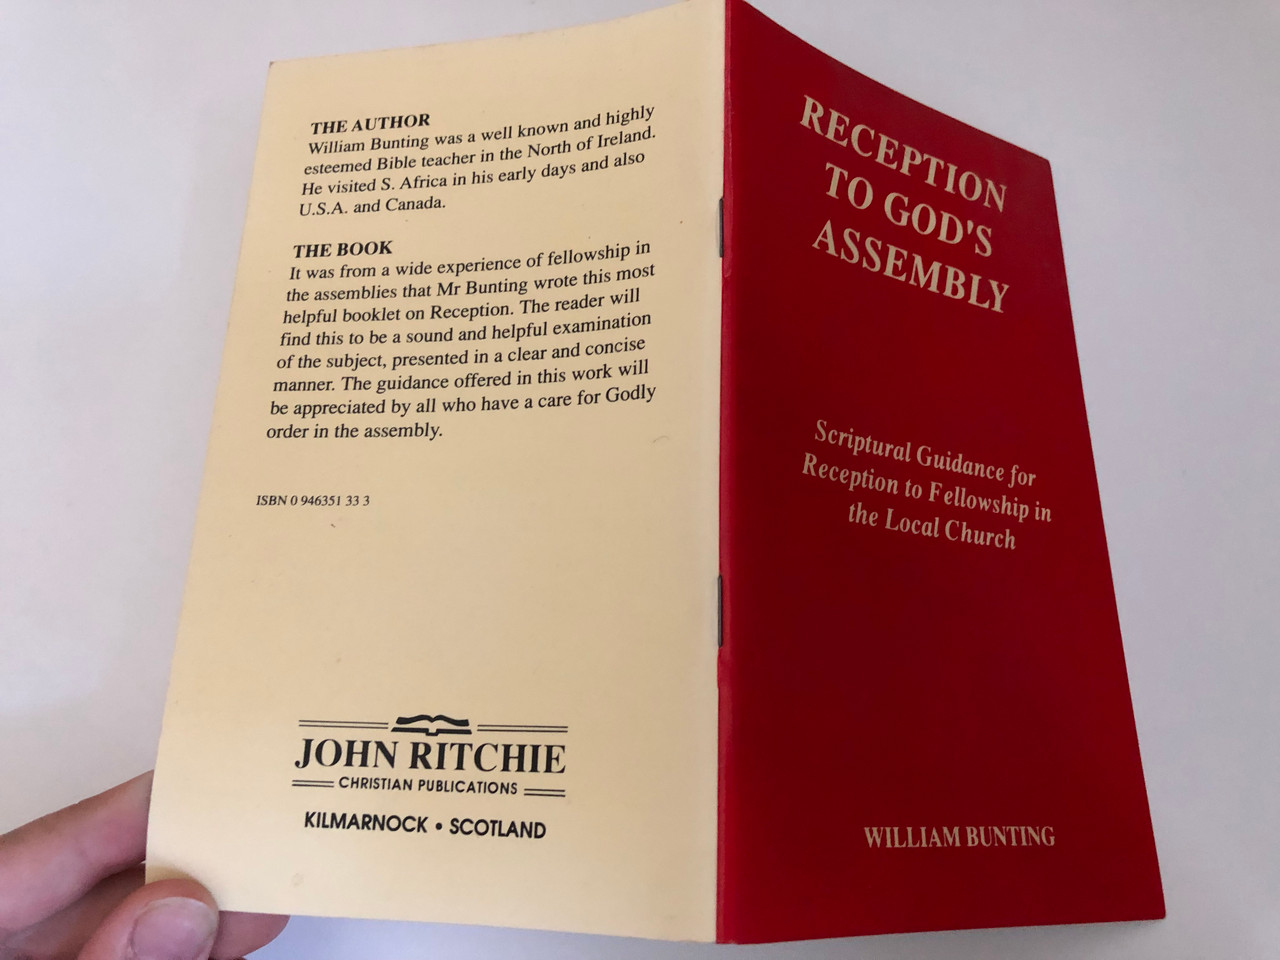 THE AUTHOR
William Bunting was a well known and highly
esteemed Bible teacher in the North of Ireland.
He visited S. Africa in his early days and also
U.S.A. and Canada.
THE BOOK
It was from a wide experience of fellowship in
the assemblies that Mr Bunting wrote this most
helpful booklet on Reception. The reader will
find this to be a sound and helpful examination
of the subject, presented in a clear and concise
manner. The guidance offered in this work will
be appreciated by all who have a care for Godly
order in the assembly.
ISBN 0 946351 33 3
JOHN RITCHIE
CHRISTIAN PUBLICATIONS
KILMARNOCK • SCOTLAND
RECEPTION
TO GOD'S
ASSEMBLY
Scriptural Guidance for
Reception to Fellowship in
the Local Church
WILLIAM BUNTING